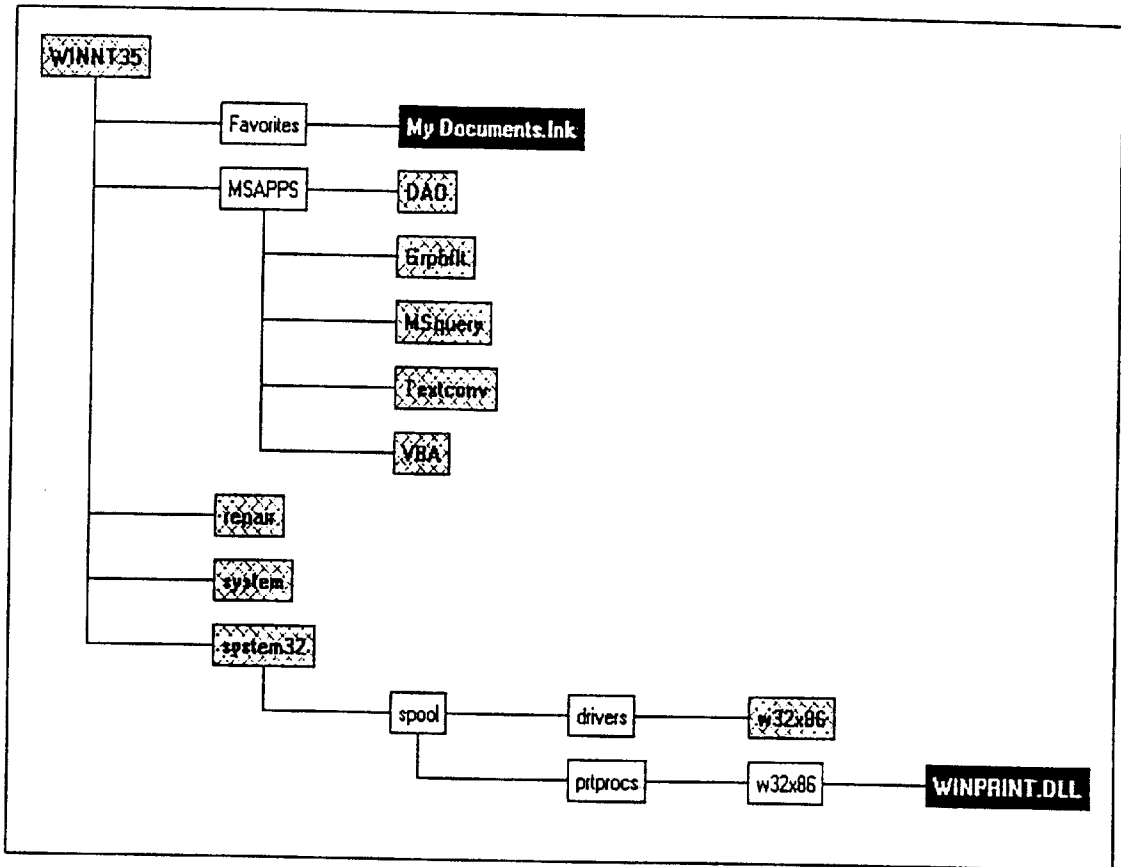 WINNT35
Favorites My Documents.lnk
MSAPPS DAO
Grphflt
MSquery
Textconv
VBA
repair
system
system32
spool drivers w32x86
prtprocs w32x86 WINPRINT.DLL